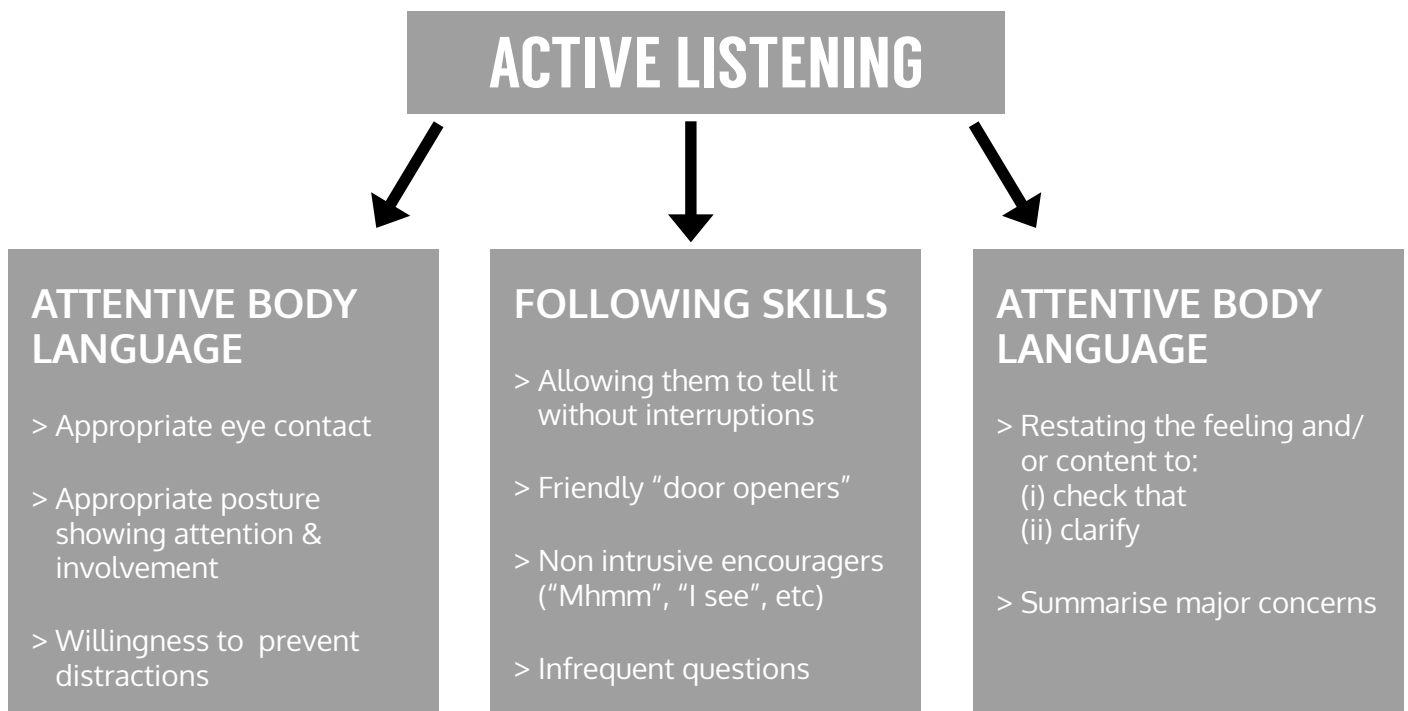 ACTIVE LISTENING
ATTENTIVE BODY
LANGUAGE
> Appropriate eye contact
> Appropriate posture
showing attention &
involvement
> Willingness to  prevent
distractions
FOLLOWING SKILLS
> Allowing them to tell it
without interruptions
> Friendly “door openers”
> Non intrusive encouragers
(“Mhmm”, “I see”, etc)
> Infrequent questions
ATTENTIVE BODY
LANGUAGE
> Restating the feeling and/
or content to:
(i) check that
(ii) clarify
> Summarise major concerns